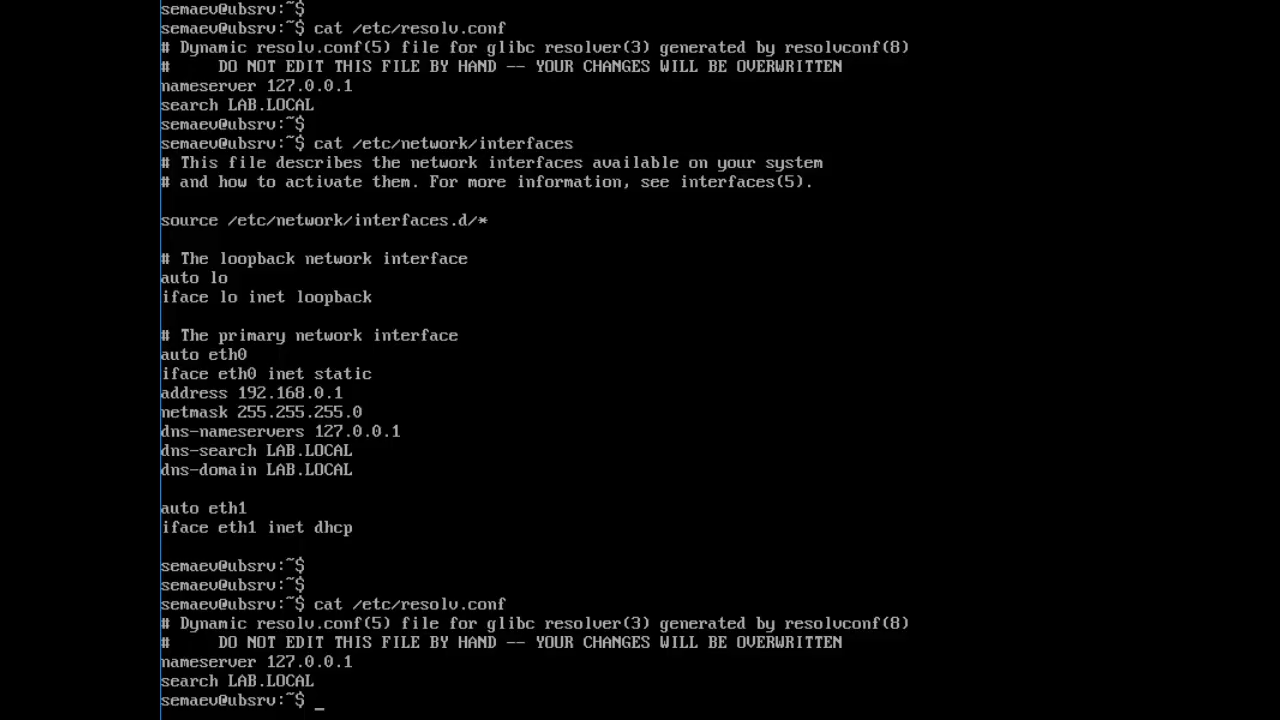 semaev@ubsrv:~$
semaev@ubsrv:~$ cat /etc/resolv.conf
# Dynamic resolv.conf(5) file for glibc resolver(3) generated by resolvconf(8)
#     DO NOT EDIT THIS FILE BY HAND -- YOUR CHANGES WILL BE OVERWRITTEN
nameserver 127.0.0.1
search LAB.LOCAL
semaev@ubsrv:~$
semaev@ubsrv:~$ cat /etc/network/interfaces
# This file describes the network interfaces available on your system
# and how to activate them. For more information, see interfaces(5).
source /etc/network/interfaces.d/*
# The loopback network interface
auto lo
iface lo inet loopback
# The primary network interface
auto eth0
iface eth0 inet static
address 192.168.0.1
netmask 255.255.255.0
dns-nameservers 127.0.0.1
dns-search LAB.LOCAL
dns-domain LAB.LOCAL
auto eth1
iface eth1 inet dhcp
semaev@ubsrv:~$
semaev@ubsrv:~$
semaev@ubsrv:~$ cat /etc/resolv.conf
# Dynamic resolv.conf(5) file for glibc resolver(3) generated by resolvconf(8)
#     DO NOT EDIT THIS FILE BY HAND -- YOUR CHANGES WILL BE OVERWRITTEN
nameserver 127.0.0.1
search LAB.LOCAL
semaev@ubsrv:~$ _